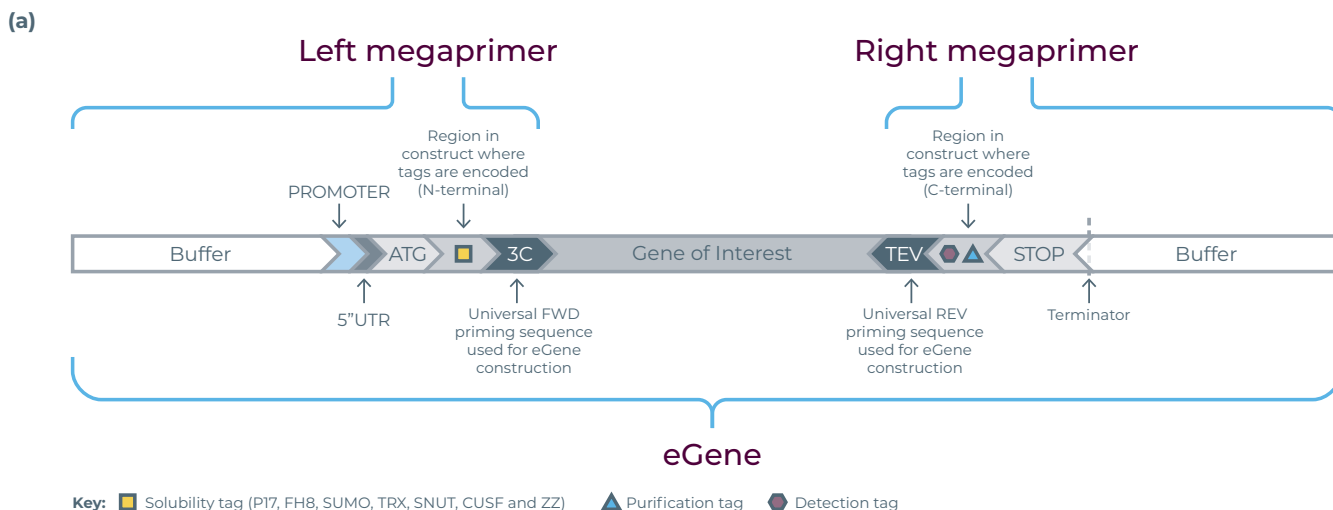 (a)
Left megaprimer
Right megaprimer
Region in
construct where
tags are encoded
(N-terminal)
Region in
construct where
tags are encoded
(C-terminal)
PROMOTER
Buffer
ATG
3C
Gene of Interest
TEV
STOP
Buffer
5”UTR
Universal FWD
priming sequence
used for eGene
construction
Universal REV
priming sequence
used for eGene
construction
Terminator
eGene
Key: Solubility tag (P17, FH8, SUMO, TRX, SNUT, CUSF and ZZ) Purification tag Detection tag